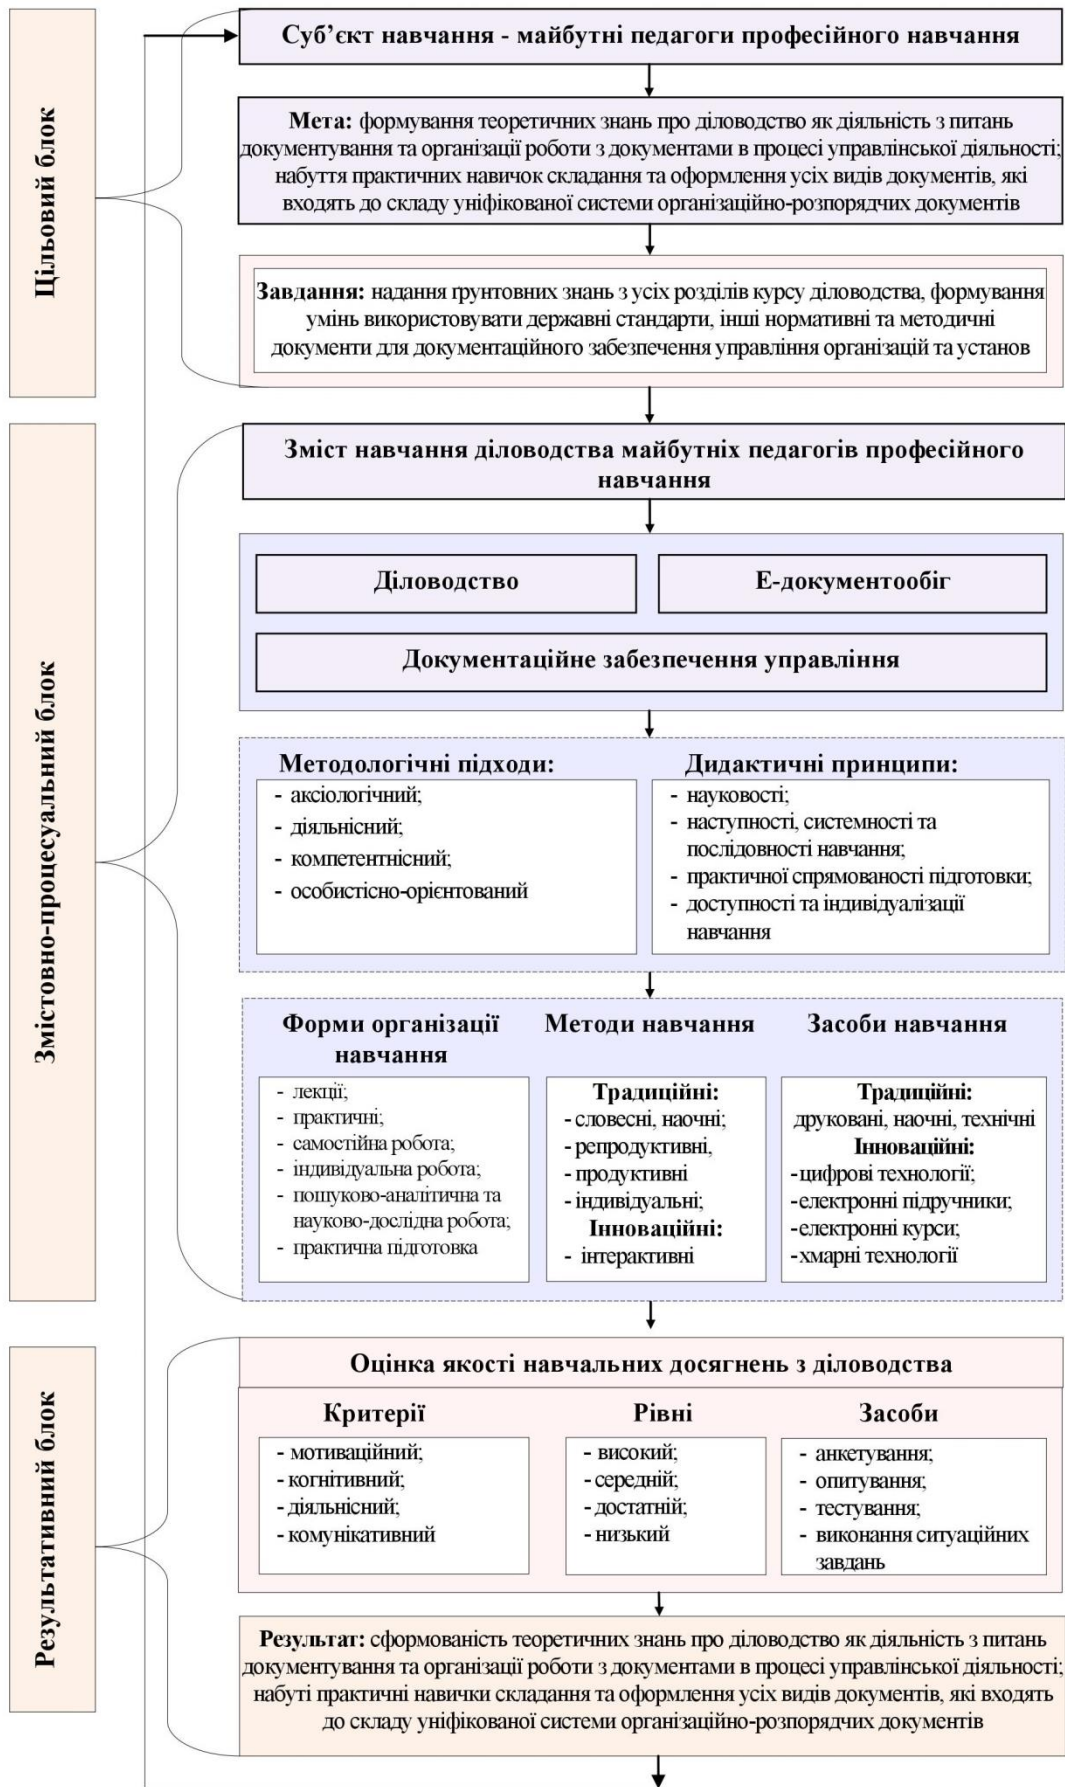 Цільовий блок
Суб’єкт навчання - майбутні педагоги професійного навчання
Мета: формування теоретичних знань про діловодство як діяльність з питань
документування та організації роботи з документами в процесі управлінської діяльності;
набуття практичних навичок складання та оформлення усіх видів документів, які
входять до складу уніфікованої системи організаційно-розпорядчих документів
Завдання: надання ґрунтовних знань з усіх розділів курсу діловодства, формування
умінь використовувати державні стандарти, інші нормативні та методичні
документи для документаційного забезпечення управління організацій та установ
Змістовно-процесуальний блок
Зміст навчання діловодства майбутніх педагогів професійного
навчання
Діловодство
Е-документообіг
Документаційне забезпечення управління
Методологічні підходи:
- аксіологічний;
- діяльнісний;
- компетентнісний;
- особистісно-орієнтований
Дидактичні принципи:
- науковості;
- наступності, системності та
послідовності навчання;
- практичної спрямованості підготовки;
- доступності та індивідуалізації
навчання
Форми організації
навчання
- лекції;
- практичні;
- самостійна робота;
- індивідуальна робота;
- пошуково-аналітична та
науково-дослідна робота;
- практична підготовка
Методи навчання
Традиційні:
- словесні, наочні;
- репродуктивні,
- продуктивні
- індивідуальні;
Інноваційні:
- інтерактивні
Засоби навчання
Традиційні:
друковані, наочні, технічні
Інноваційні:
- цифрові технології;
- електронні підручники;
- електронні курси;
- хмарні технології
Результативний блок
Оцінка якості навчальних досягнень з діловодства
Критерії
- мотиваційний;
- когнітивний;
- діяльнісний;
- комунікативний
Рівні
- високий;
- середній;
- достатній;
- низький
Засоби
- анкетування;
- опитування;
- тестування;
- виконання ситуаційних
завдань
Результат: сформованість теоретичних знань про діловодство як діяльність з питань
документування та організації роботи з документами в процесі управлінської діяльності;
набуті практичні навички складання та оформлення усіх видів документів, які входять
до складу уніфікованої системи організаційно-розпорядчих документів